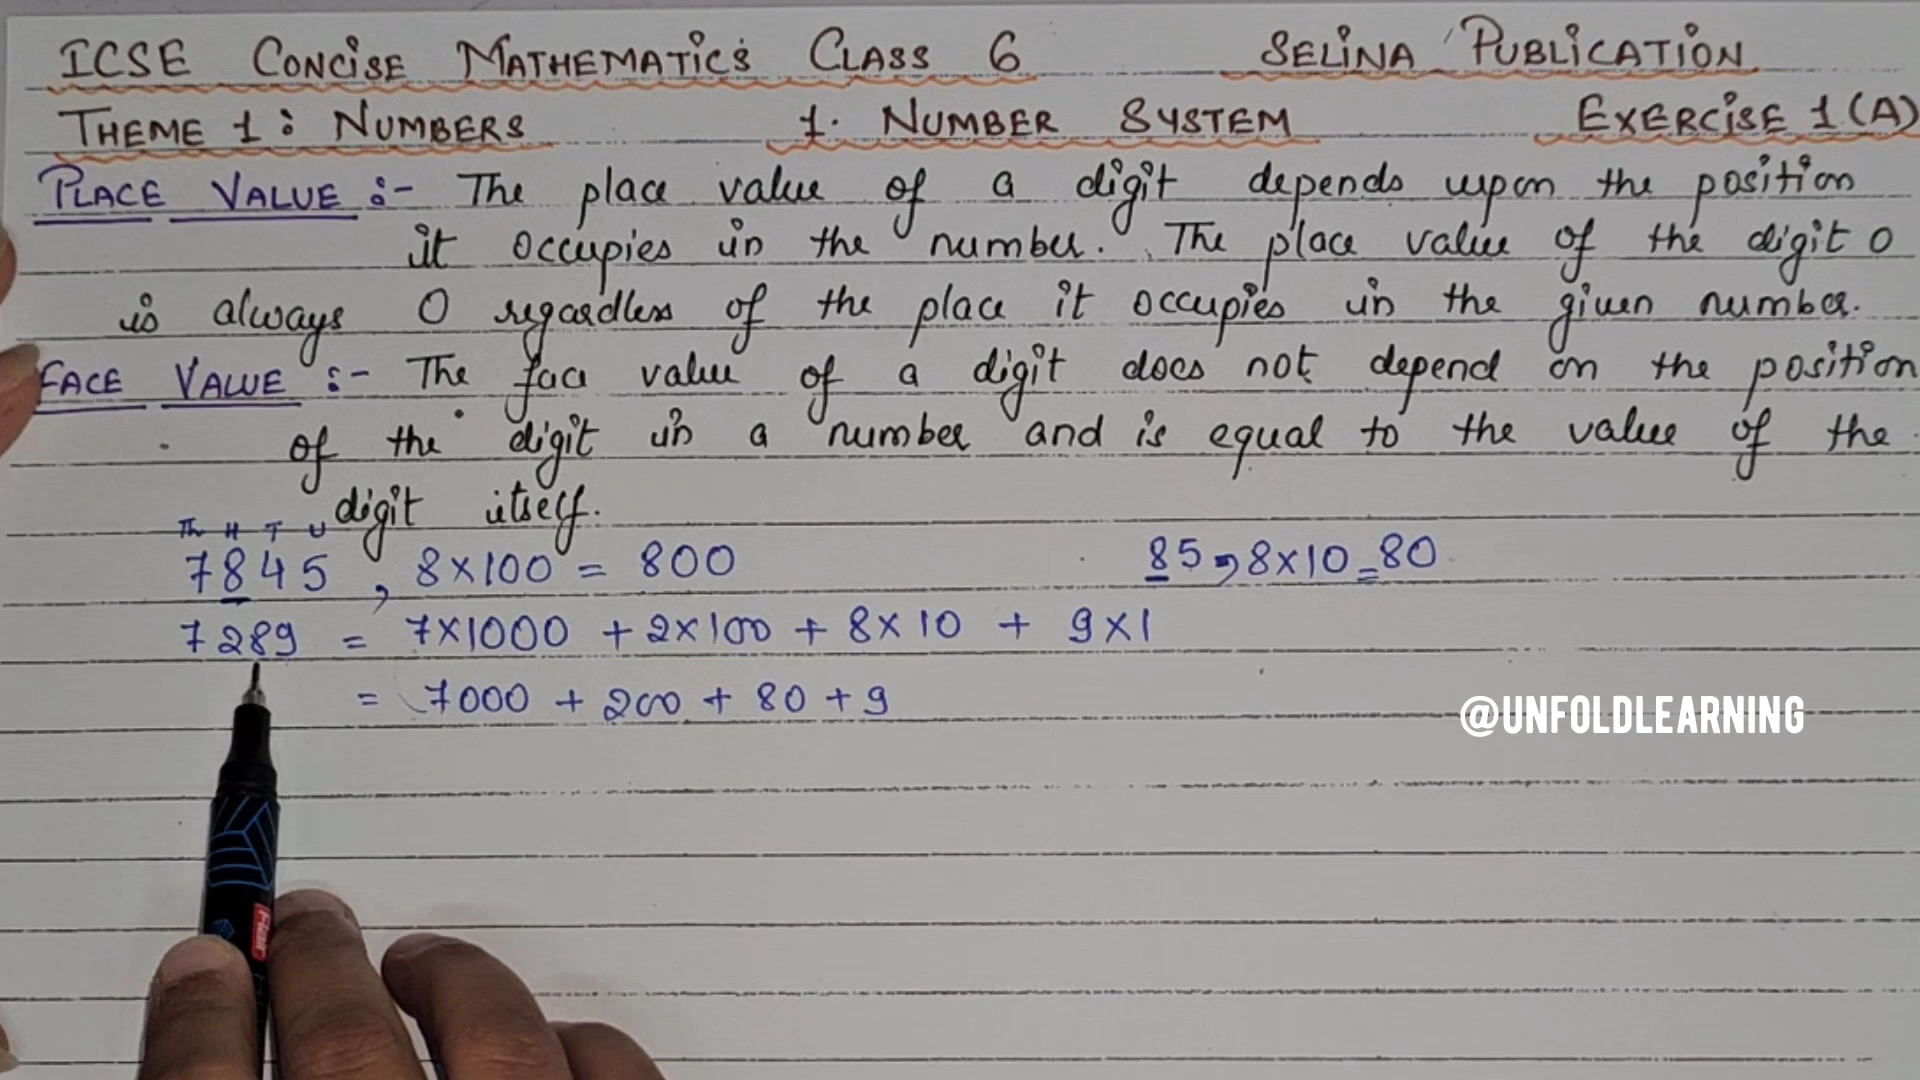 ICSE CONCISE MATHEMATICS CLASS 6 SELINA PUBLICATION
THEME 1: NUMBERS 1. NUMBER SYSTEM EXERCISE 1(A)
PLACE VALUE :- The place value of a digit depends upon the position
it occupies in the number. The place value of the digit 0
is always 0 regardless of the place it occupies in the given number.
FACE VALUE :- The face value of a digit does not depend on the position
of the digit in a number and is equal to the value of the
digit itself.
Th H T U
7845, 8×100 = 800 85, 8×10 = 80
7289 = 7×1000 + 2×100 + 8×10 + 9×1
= 7000 + 200 + 80 + 9
@UNFOLDLEARNING
Flair